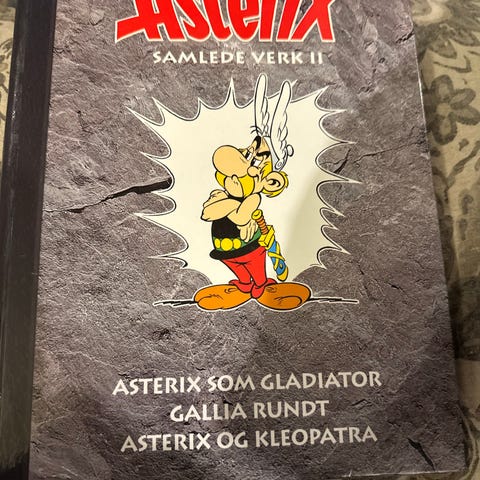 Asterix
SAMLEDE VERK II
ASTERIX SOM GLADIATOR
GALLIA RUNDT
ASTERIX OG KLEOPATRA